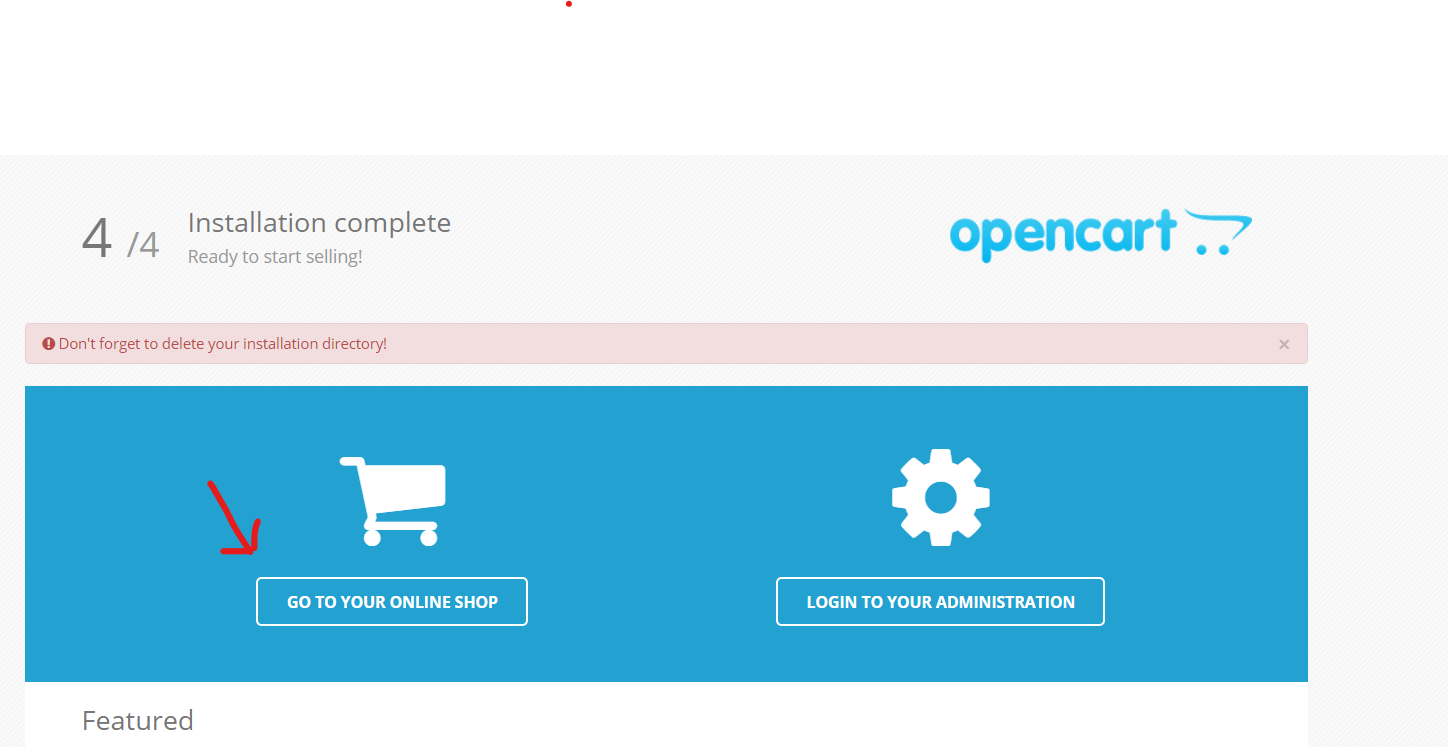 4 /4
Installation complete
Ready to start selling!
opencart
Don't forget to delete your installation directory!
×
GO TO YOUR ONLINE SHOP
LOGIN TO YOUR ADMINISTRATION
Featured